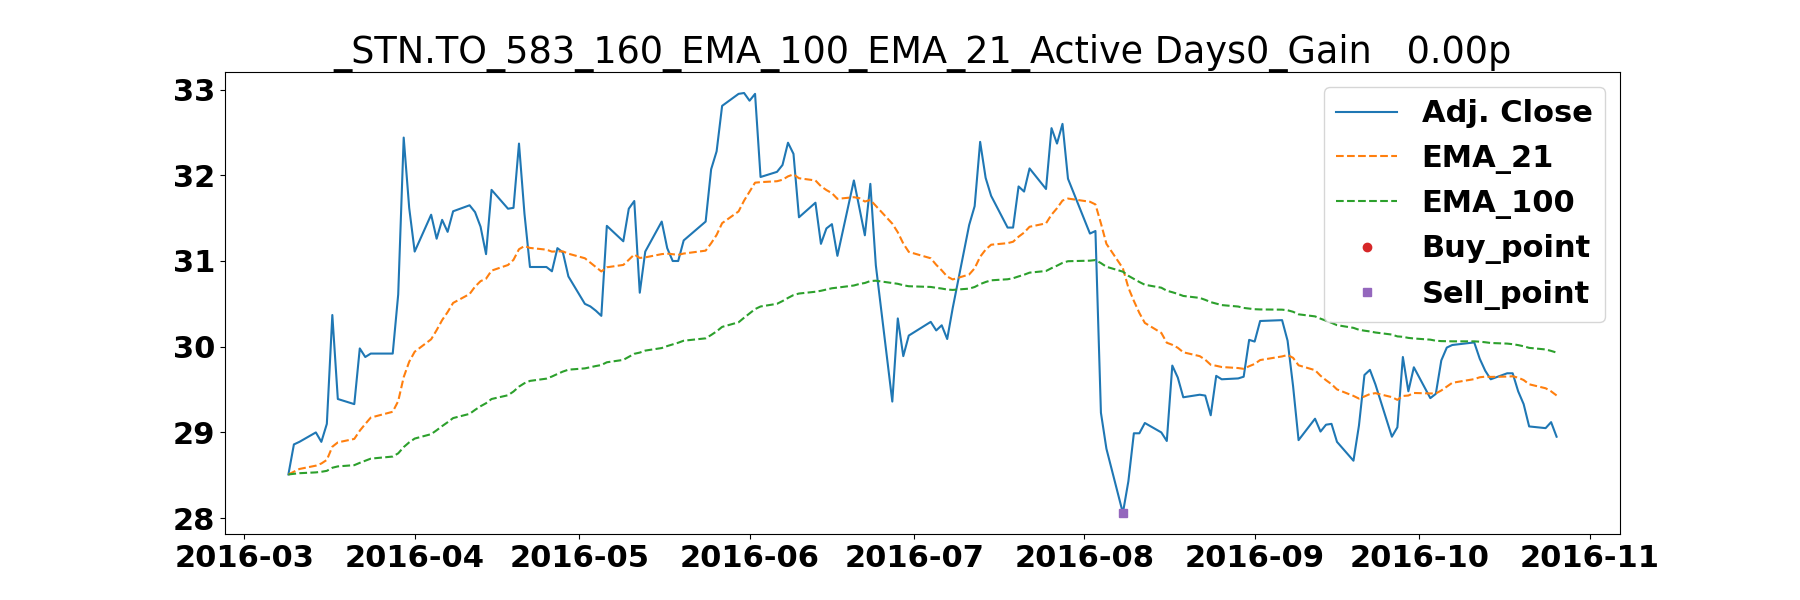 _STN.TO_583_160_EMA_100_EMA_21_Active Days0_Gain   0.00p
33
32
31
30
29
28
Adj. Close
EMA_21
EMA_100
Buy_point
Sell_point
2016-03 2016-04 2016-05 2016-06 2016-07 2016-08 2016-09 2016-10 2016-11